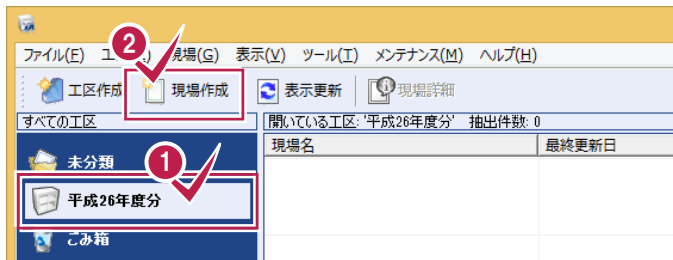 ファイル(F) 現場(G) 表示(V) ツール(T) メンテナンス(M) ヘルプ(H)
2
工区作成 現場作成 表示更新 現場詳細
すべての工区 開いている工区: '平成26年度分' 抽出件数: 0
現場名 最終更新日
未分類
1
平成26年度分
ごみ箱